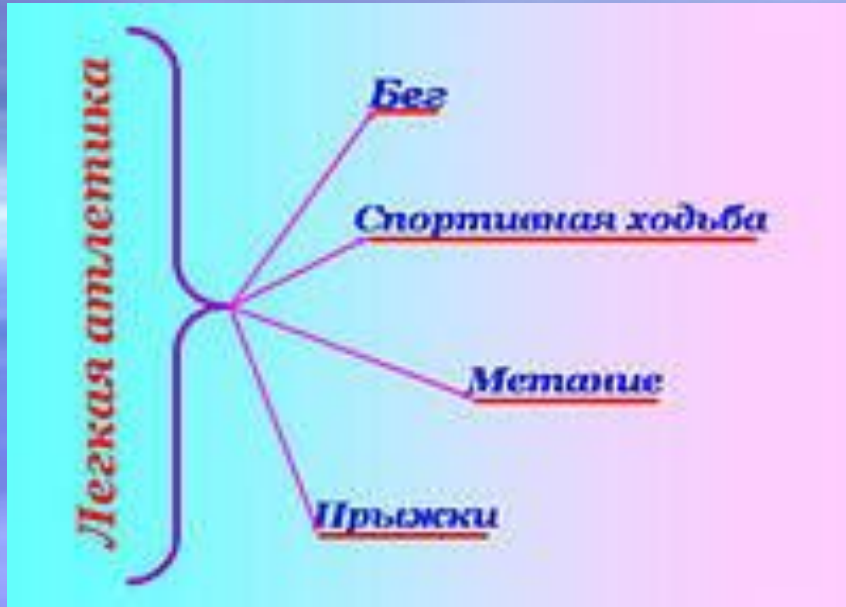 Легкая атлетика
Бег
Спортивная ходьба
Метание
Прыжки